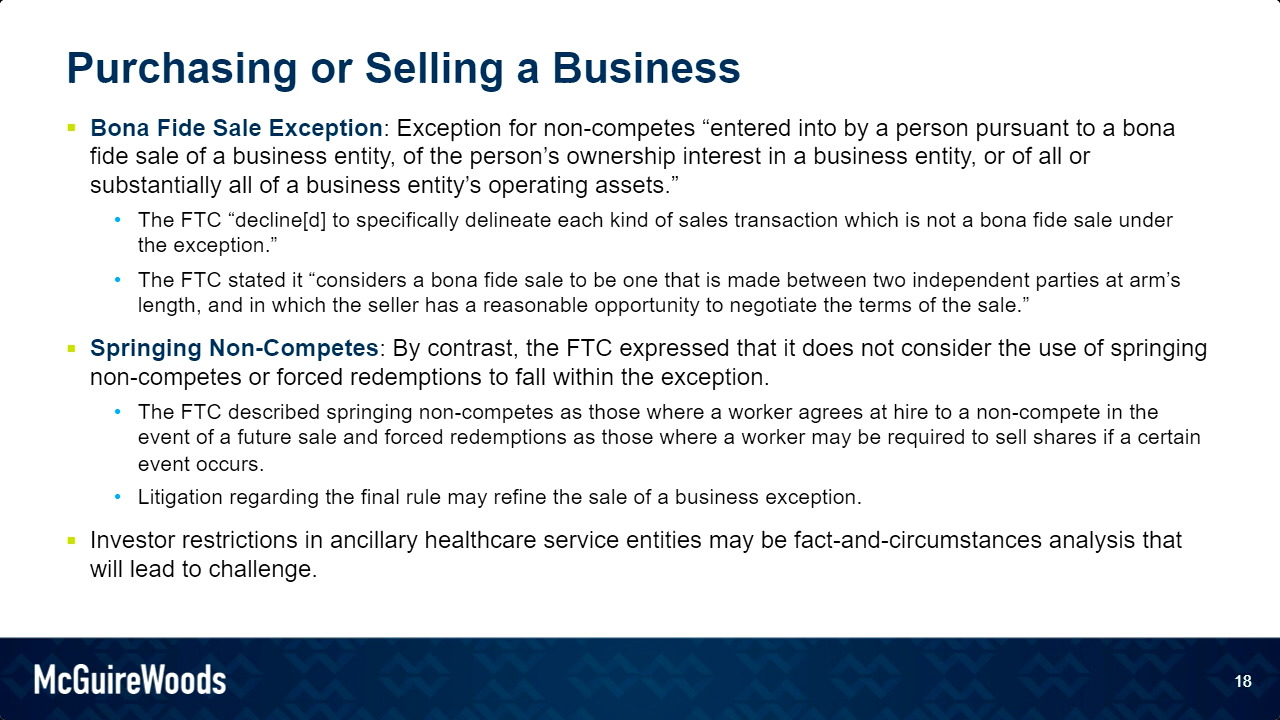 Purchasing or Selling a Business
▪ Bona Fide Sale Exception: Exception for non-competes “entered into by a person pursuant to a bona
fide sale of a business entity, of the person’s ownership interest in a business entity, or of all or
substantially all of a business entity’s operating assets.”
• The FTC “decline[d] to specifically delineate each kind of sales transaction which is not a bona fide sale under
the exception.”
• The FTC stated it “considers a bona fide sale to be one that is made between two independent parties at arm’s
length, and in which the seller has a reasonable opportunity to negotiate the terms of the sale.”
▪ Springing Non-Competes: By contrast, the FTC expressed that it does not consider the use of springing
non-competes or forced redemptions to fall within the exception.
• The FTC described springing non-competes as those where a worker agrees at hire to a non-compete in the
event of a future sale and forced redemptions as those where a worker may be required to sell shares if a certain
event occurs.
• Litigation regarding the final rule may refine the sale of a business exception.
▪ Investor restrictions in ancillary healthcare service entities may be fact-and-circumstances analysis that
will lead to challenge.
McGuireWoods
18